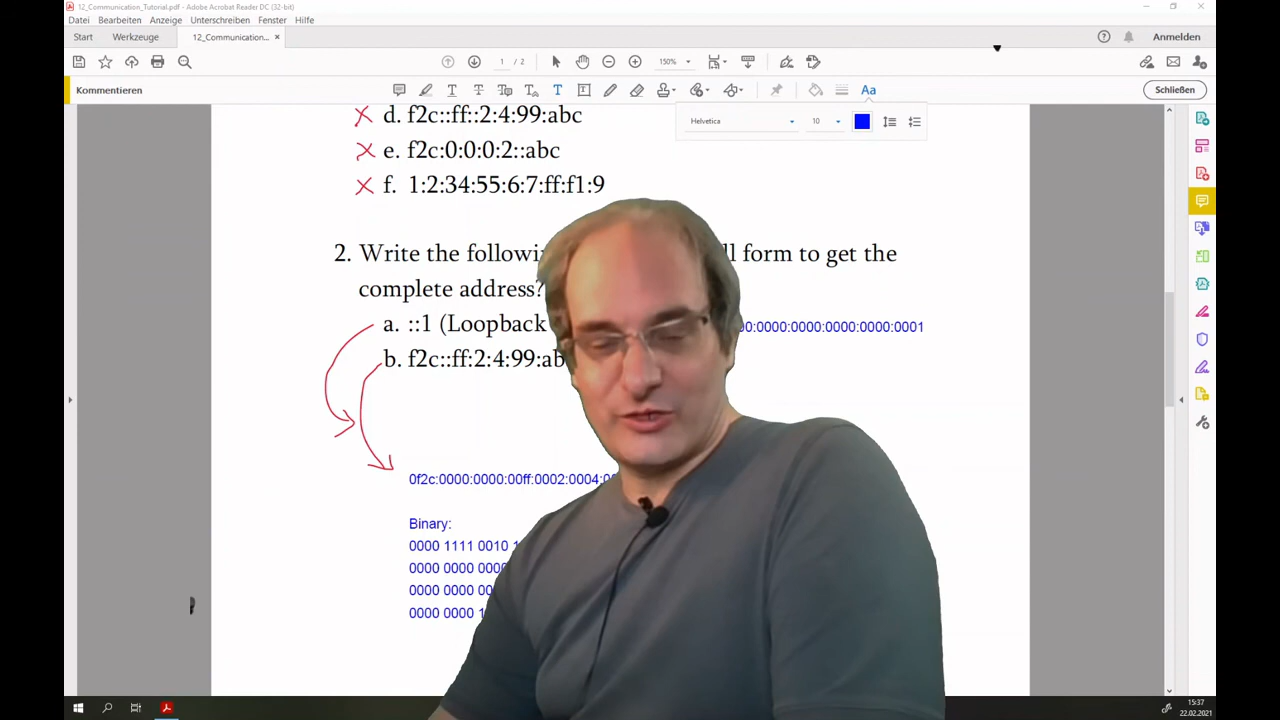 12_Communication_Tutorial.pdf - Adobe Acrobat Reader DC (32-bit)
Datei Bearbeiten Anzeige Unterschreiben Fenster Hilfe
Start Werkzeuge 12_Communication... × Anmelden
1 / 2 150%
Kommentieren Aa Schließen
Helvetica 10
d. f2c::ff::2:4:99:abc
e. f2c:0:0:0:2::abc
f. 1:2:34:55:6:7:ff:f1:9
2. Write the followi ll form to get the
complete address?
a. ::1 (Loopback 00:0000:0000:0000:0000:0001
b. f2c::ff:2:4:99:ab
0f2c:0000:0000:00ff:0002:0004:0
Binary:
0000 1111 0010 1
0000 0000 0000
0000 0000 00
0000 0000 1
15:37
22.02.2021